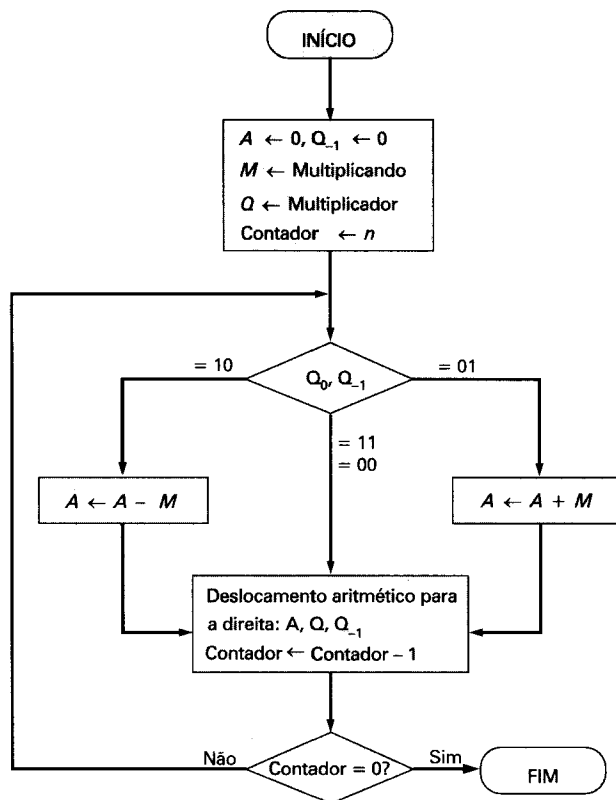 INÍCIO
A ← 0, Q₋₁ ← 0
M ← Multiplicando
Q ← Multiplicador
Contador ← n
= 10
Q₀, Q₋₁
= 01
= 11
= 00
A ← A − M
A ← A + M
Deslocamento aritmético para
a direita: A, Q, Q₋₁
Contador ← Contador − 1
Não
Contador = 0?
Sim
FIM